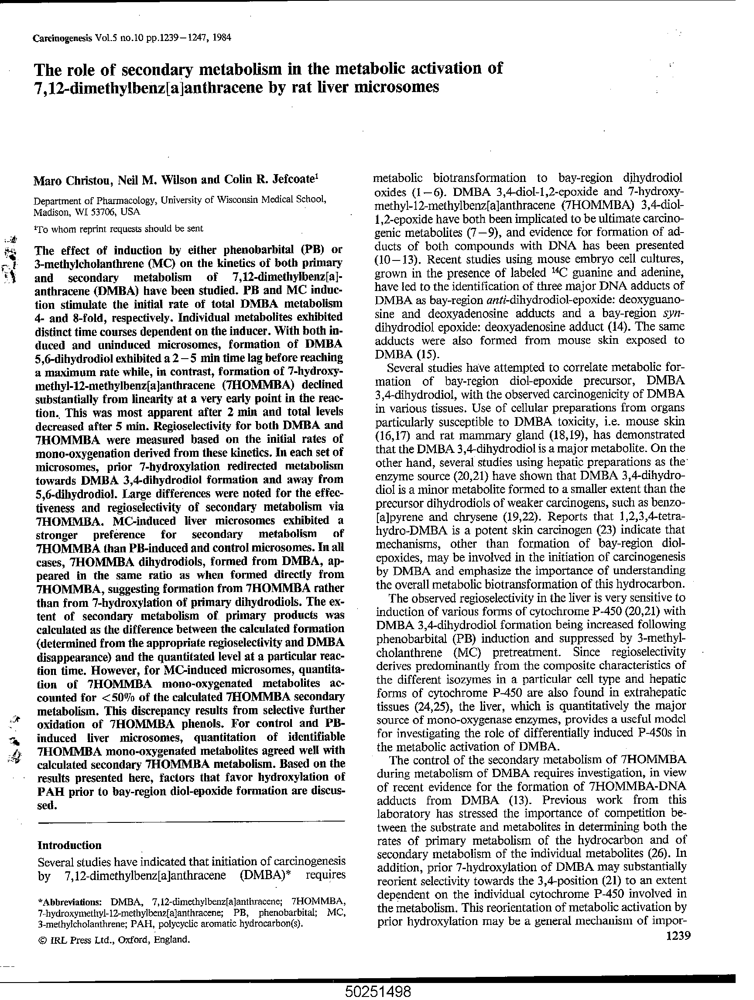 Carcinogenesis Vol.5 no.10 pp.1239–1247, 1984
The role of secondary metabolism in the metabolic activation of
7,12-dimethylbenz[a]anthracene by rat liver microsomes
Maro Christou, Neil M. Wilson and Colin R. Jefcoate¹
Department of Pharmacology, University of Wisconsin Medical School,
Madison, WI 53706, USA
¹To whom reprint requests should be sent
The effect of induction by either phenobarbital (PB) or
3-methylcholanthrene (MC) on the kinetics of both primary
and secondary metabolism of 7,12-dimethylbenz[a]-
anthracene (DMBA) have been studied. PB and MC induc-
tion stimulate the initial rate of total DMBA metabolism
4- and 8-fold, respectively. Individual metabolites exhibited
distinct time courses dependent on the inducer. With both in-
duced and uninduced microsomes, formation of DMBA
5,6-dihydrodiol exhibited a 2–5 min time lag before reaching
a maximum rate while, in contrast, formation of 7-hydroxy-
methyl-12-methylbenz[a]anthracene (7HOMMBA) declined
substantially from linearity at a very early point in the reac-
tion. This was most apparent after 2 min and total levels
decreased after 5 min. Regioselectivity for both DMBA and
7HOMMBA were measured based on the initial rates of
mono-oxygenation derived from these kinetics. In each set of
microsomes, prior 7-hydroxylation redirected metabolism
towards DMBA 3,4-dihydrodiol formation and away from
5,6-dihydrodiol. Large differences were noted for the effec-
tiveness and regioselectivity of secondary metabolism via
7HOMMBA. MC-induced liver microsomes exhibited a
stronger preference for secondary metabolism of
7HOMMBA than PB-induced and control microsomes. In all
cases, 7HOMMBA dihydrodiols, formed from DMBA, ap-
peared in the same ratio as when formed directly from
7HOMMBA, suggesting formation from 7HOMMBA rather
than from 7-hydroxylation of primary dihydrodiols. The ex-
tent of secondary metabolism of primary products was
calculated as the difference between the calculated formation
(determined from the appropriate regioselectivity and DMBA
disappearance) and the quantitated level at a particular reac-
tion time. However, for MC-induced microsomes, quantita-
tion of 7HOMMBA mono-oxygenated metabolites ac-
counted for <50% of the calculated 7HOMMBA secondary
metabolism. This discrepancy results from selective further
oxidation of 7HOMMBA phenols. For control and PB-
induced liver microsomes, quantitation of identifiable
7HOMMBA mono-oxygenated metabolites agreed well with
calculated secondary 7HOMMBA metabolism. Based on the
results presented here, factors that favor hydroxylation of
PAH prior to bay-region diol-epoxide formation are discus-
sed.
Introduction
Several studies have indicated that initiation of carcinogenesis
by 7,12-dimethylbenz[a]anthracene (DMBA)* requires
*Abbreviations: DMBA, 7,12-dimethylbenz[a]anthracene; 7HOMMBA,
7-hydroxymethyl-12-methylbenz[a]anthracene; PB, phenobarbital; MC,
3-methylcholanthrene; PAH, polycyclic aromatic hydrocarbon(s).
© IRL Press Ltd., Oxford, England.
metabolic biotransformation to bay-region dihydrodiol
oxides (1–6). DMBA 3,4-diol-1,2-epoxide and 7-hydroxy-
methyl-12-methylbenz[a]anthracene (7HOMMBA) 3,4-diol-
1,2-epoxide have both been implicated to be ultimate carcino-
genic metabolites (7–9), and evidence for formation of ad-
ducts of both compounds with DNA has been presented
(10–13). Recent studies using mouse embryo cell cultures,
grown in the presence of labeled ¹⁴C guanine and adenine,
have led to the identification of three major DNA adducts of
DMBA as bay-region anti-dihydrodiol-epoxide: deoxyguano-
sine and deoxyadenosine adducts and a bay-region syn-
dihydrodiol epoxide: deoxyadenosine adduct (14). The same
adducts were also formed from mouse skin exposed to
DMBA (15).
Several studies have attempted to correlate metabolic for-
mation of bay-region diol-epoxide precursor, DMBA
3,4-dihydrodiol, with the observed carcinogenicity of DMBA
in various tissues. Use of cellular preparations from organs
particularly susceptible to DMBA toxicity, i.e. mouse skin
(16,17) and rat mammary gland (18,19), has demonstrated
that the DMBA 3,4-dihydrodiol is a major metabolite. On the
other hand, several studies using hepatic preparations as the
enzyme source (20,21) have shown that DMBA 3,4-dihydro-
diol is a minor metabolite formed to a smaller extent than the
precursor dihydrodiols of weaker carcinogens, such as benzo-
[a]pyrene and chrysene (19,22). Reports that 1,2,3,4-tetra-
hydro-DMBA is a potent skin carcinogen (23) indicate that
mechanisms, other than formation of bay-region diol-
epoxides, may be involved in the initiation of carcinogenesis
by DMBA and emphasize the importance of understanding
the overall metabolic biotransformation of this hydrocarbon.
The observed regioselectivity in the liver is very sensitive to
induction of various forms of cytochrome P-450 (20,21) with
DMBA 3,4-dihydrodiol formation being increased following
phenobarbital (PB) induction and suppressed by 3-methyl-
cholanthrene (MC) pretreatment. Since regioselectivity
derives predominantly from the composite characteristics of
the different isozymes in a particular cell type and hepatic
forms of cytochrome P-450 are also found in extrahepatic
tissues (24,25), the liver, which is quantitatively the major
source of mono-oxygenase enzymes, provides a useful model
for investigating the role of differentially induced P-450s in
the metabolic activation of DMBA.
The control of the secondary metabolism of 7HOMMBA
during metabolism of DMBA requires investigation, in view
of recent evidence for the formation of 7HOMMBA-DNA
adducts from DMBA (13). Previous work from this
laboratory has stressed the importance of competition be-
tween the substrate and metabolites in determining both the
rates of primary metabolism of the hydrocarbon and of
secondary metabolism of the individual metabolites (26). In
addition, prior 7-hydroxylation of DMBA may substantially
reorient selectivity towards the 3,4-position (21) to an extent
dependent on the individual cytochrome P-450 involved in
the metabolism. This reorientation of metabolic activation by
prior hydroxylation may be a general mechanism of impor-
1239
50251498